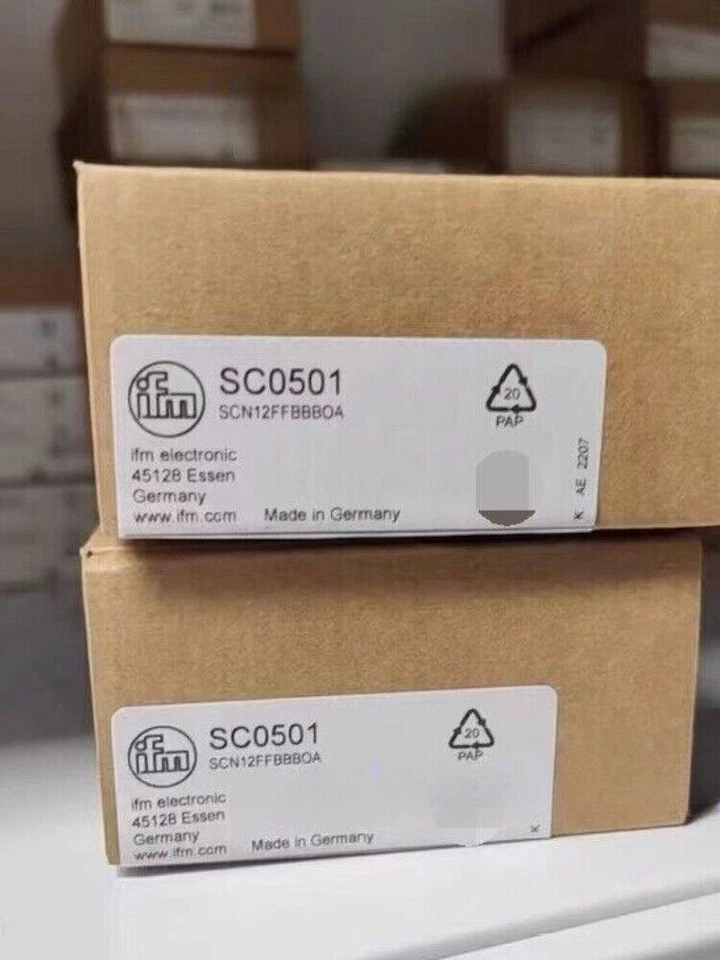 ifm
SC0501
SCN12FFBBBOA
20
PAP
ifm electronic
45128 Essen
Germany
www.ifm.com Made in Germany
K AE 2207
ifm
SC0501
SCN12FFBBBOA
20
PAP
ifm electronic
45128 Essen
Germany
www.ifm.com Made in Germany
K